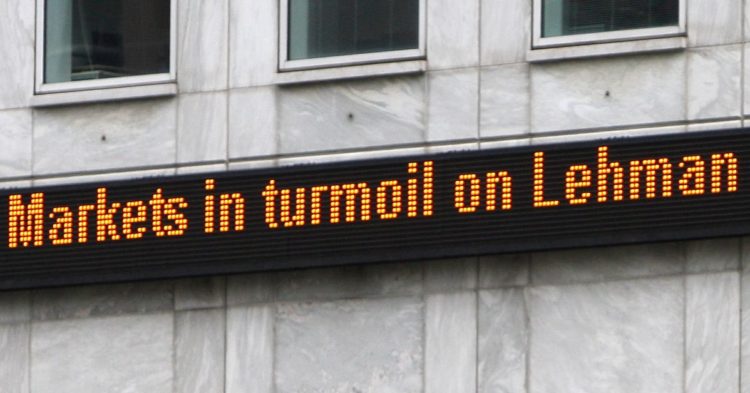 Markets in turmoil on Lehman